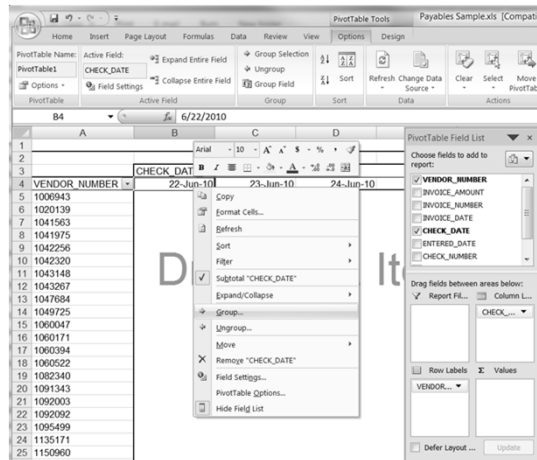 PivotTable Tools Payables Sample.xls [Compati
Home Insert Page Layout Formulas Data Review View Options Design
PivotTable Name: Active Field:
PivotTable1 CHECK_DATE
Options Field Settings
Expand Entire Field
Collapse Entire Field
Group Selection
Ungroup
Group Field
Sort
Refresh Change Data Source
Clear Select Move PivotTab
PivotTable Active Field Group Sort Data Actions
B4 fx 6/22/2010
A B C D
1
2
3 CHECK_DAT
4 VENDOR_NUMBER 22-Jun-10 23-Jun-10 24-Jun-10
5 1006943
6 1020139
7 1041563
8 1041975
9 1042256
10 1042320
11 1043148
12 1043267
13 1047684
14 1049725
15 1060047
16 1060171
17 1060394
18 1060522
19 1082340
20 1091343
21 1092003
22 1092092
23 1095499
24 1135171
25 1150960
Arial 10 A A $ % ,
B I A
Copy
Format Cells...
Refresh
Sort
Filter
Subtotal "CHECK_DATE"
Expand/Collapse
Group...
Ungroup...
Move
Remove "CHECK_DATE"
Field Settings...
PivotTable Options...
Hide Field List
PivotTable Field List
Choose fields to add to report:
VENDOR_NUMBER
INVOICE_AMOUNT
INVOICE_NUMBER
INVOICE_DATE
CHECK_DATE
ENTERED_DATE
CHECK_NUMBER
Drag fields between areas below:
Report Fil... Column L...
CHECK_...
Row Labels Σ Values
VENDOR...
Defer Layout ... Update